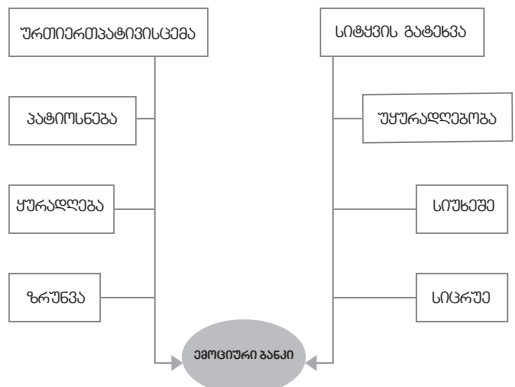 ურთიერთპატივისცემა
სიტყვის გატეხვა
პატიოსნება
უყურადღებობა
ყურადღება
სიუხეშე
ზრუნვა
სიცრუე
ემოციური ბანკი